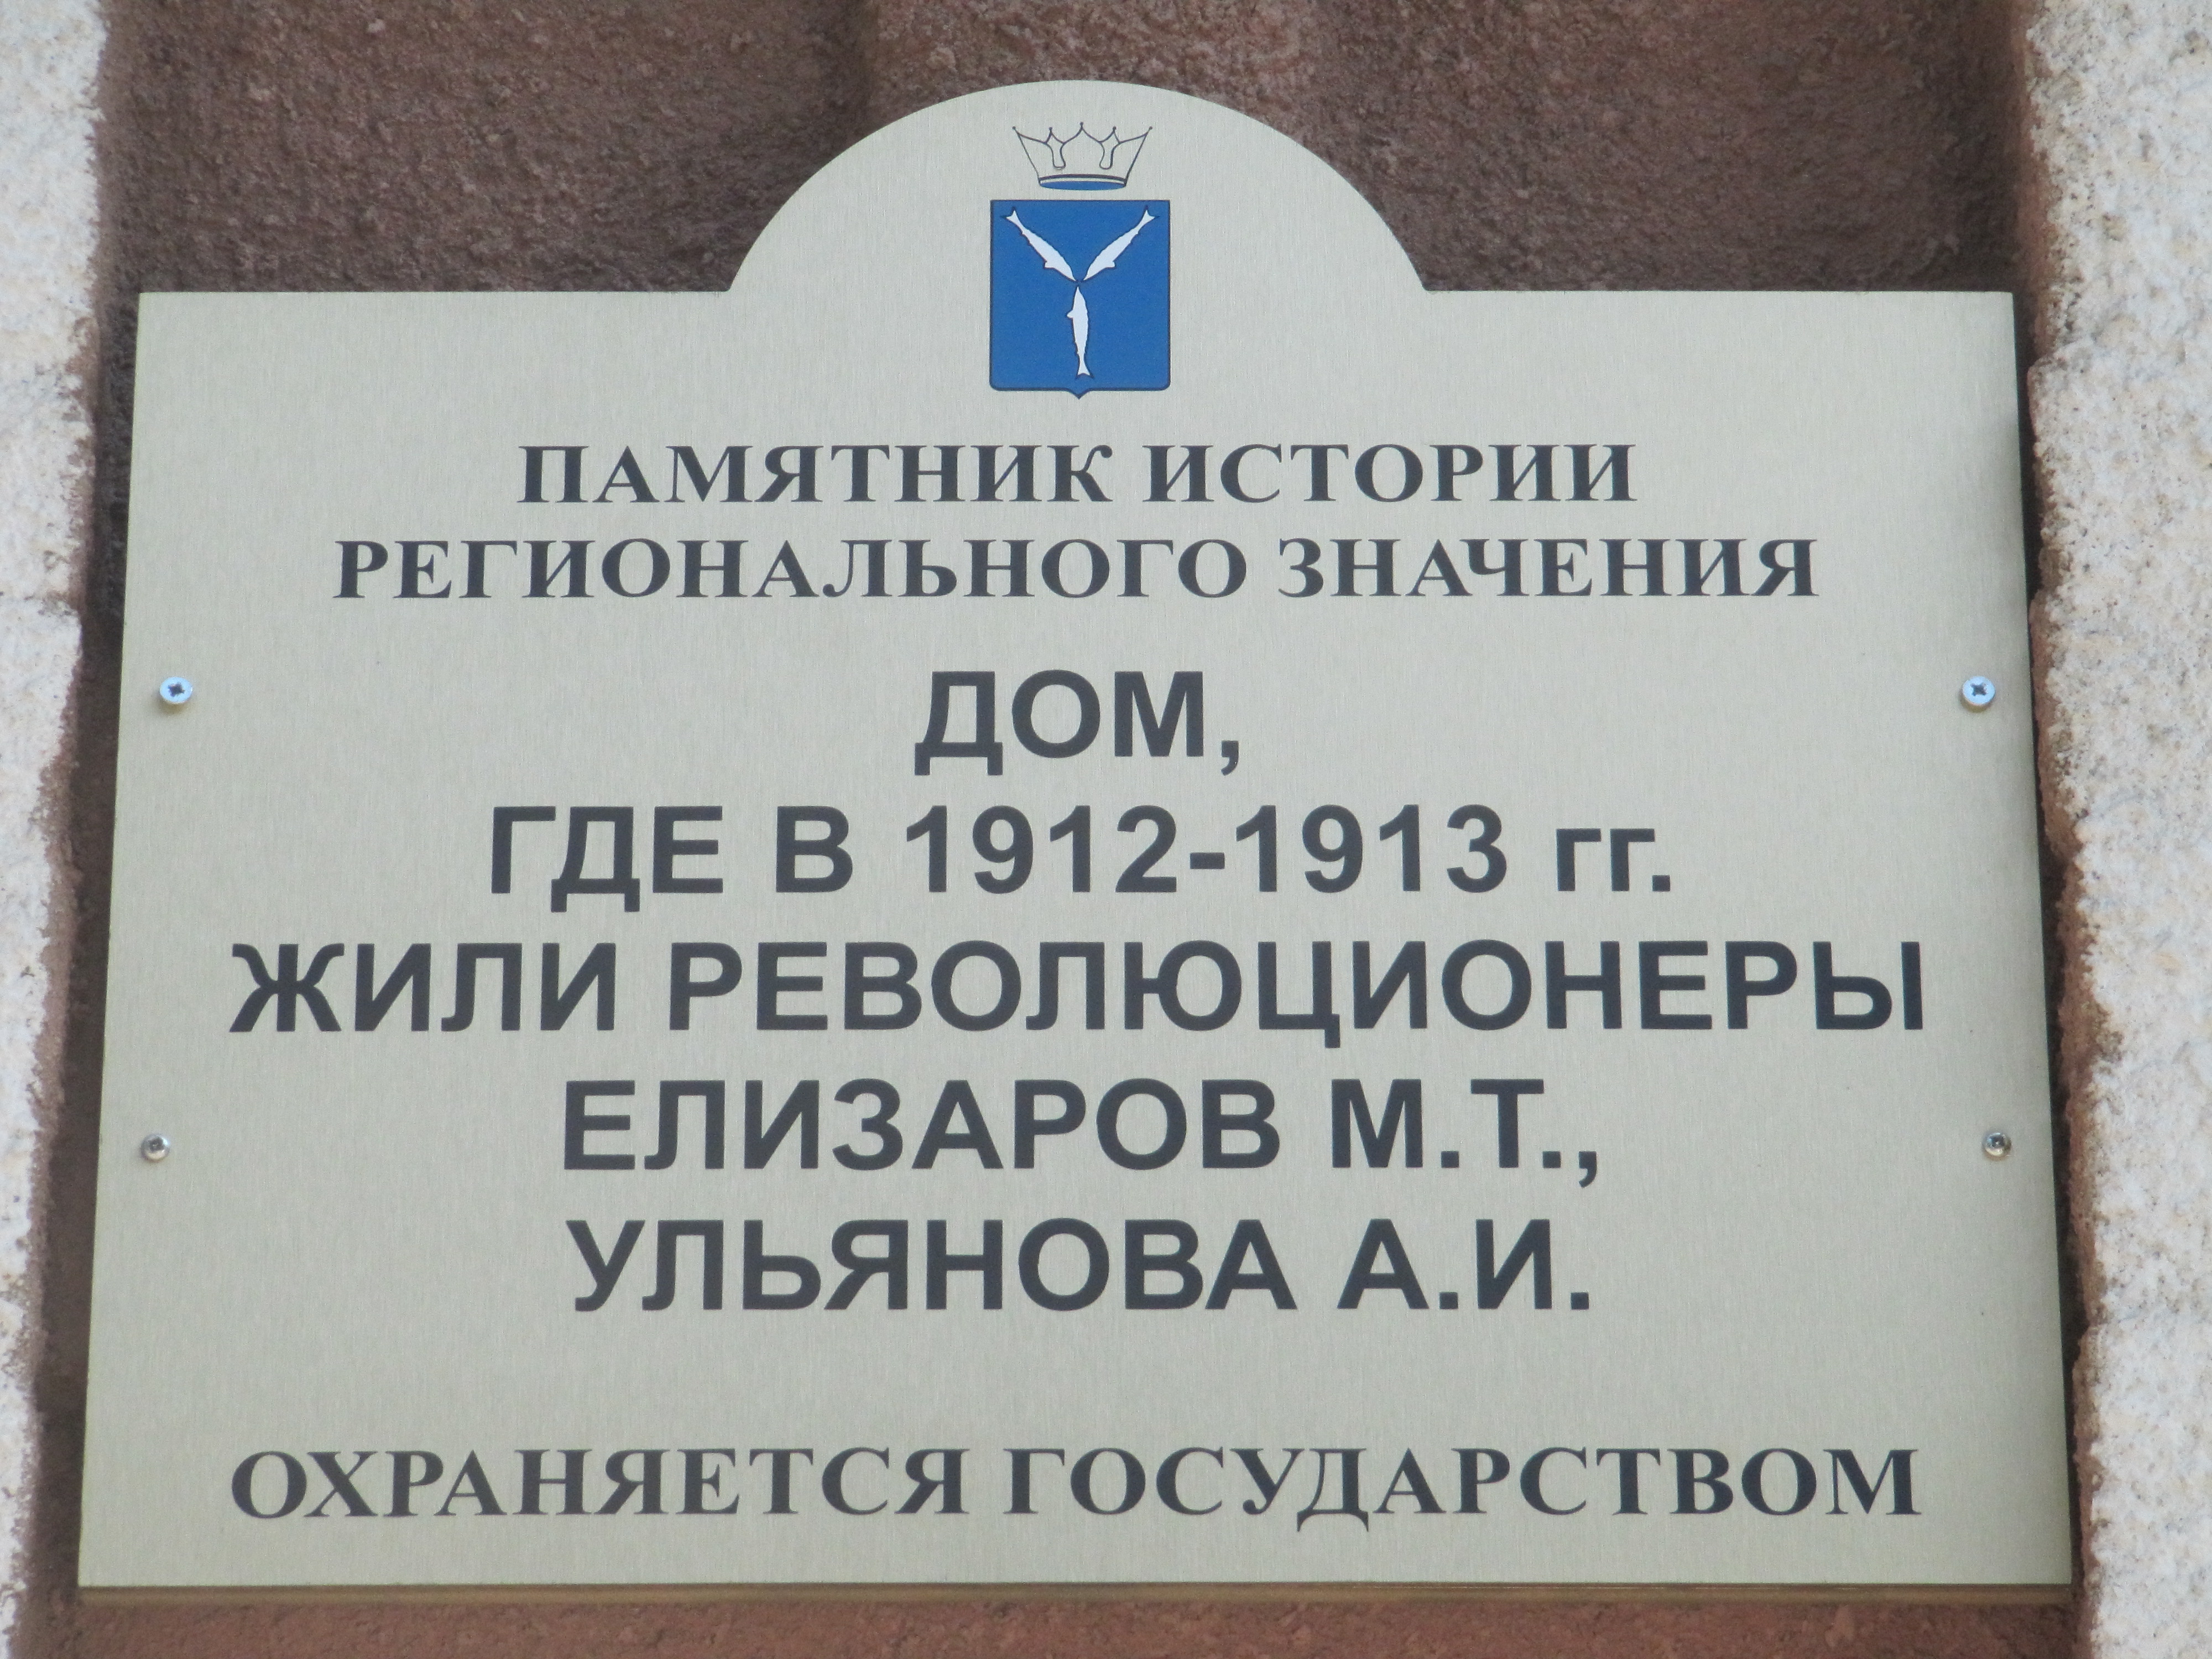 ПАМЯТНИК ИСТОРИИ
РЕГИОНАЛЬНОГО ЗНАЧЕНИЯ
ДОМ,
ГДЕ В 1912-1913 гг.
ЖИЛИ РЕВОЛЮЦИОНЕРЫ
ЕЛИЗАРОВ М.Т.,
УЛЬЯНОВА А.И.
ОХРАНЯЕТСЯ ГОСУДАРСТВОМ